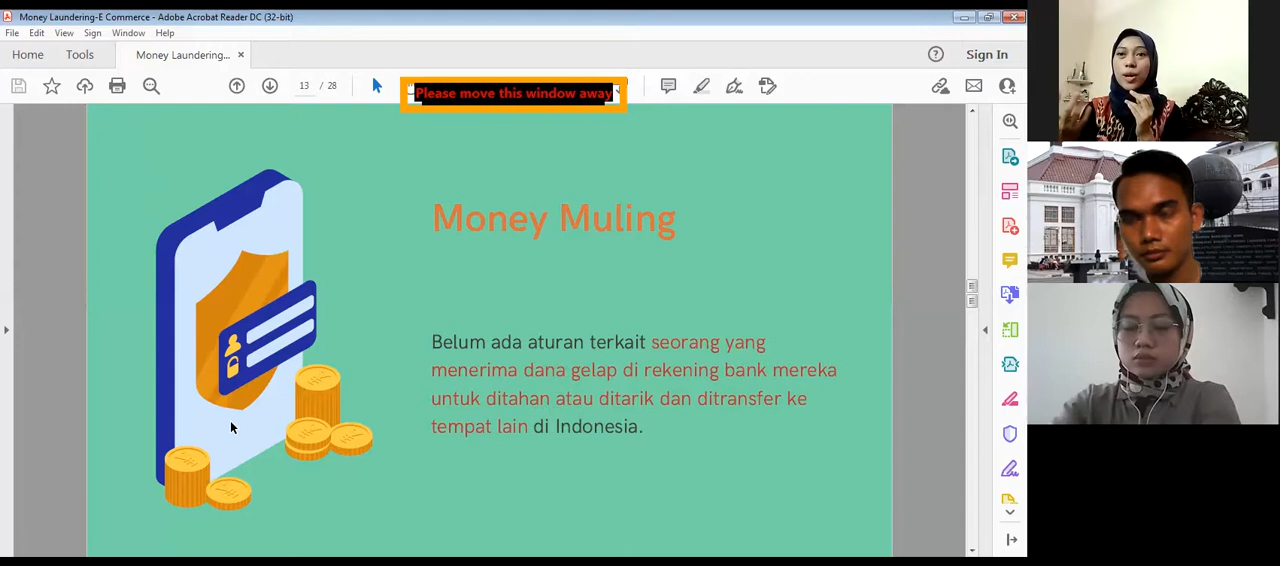 Money Laundering-E Commerce - Adobe Acrobat Reader DC (32-bit)
File Edit View Sign Window Help
Home Tools Money Laundering... × Sign In
13 / 28
Please move this window away
Money Muling
Belum ada aturan terkait seorang yang
menerima dana gelap di rekening bank mereka
untuk ditahan atau ditarik dan ditransfer ke
tempat lain di Indonesia.